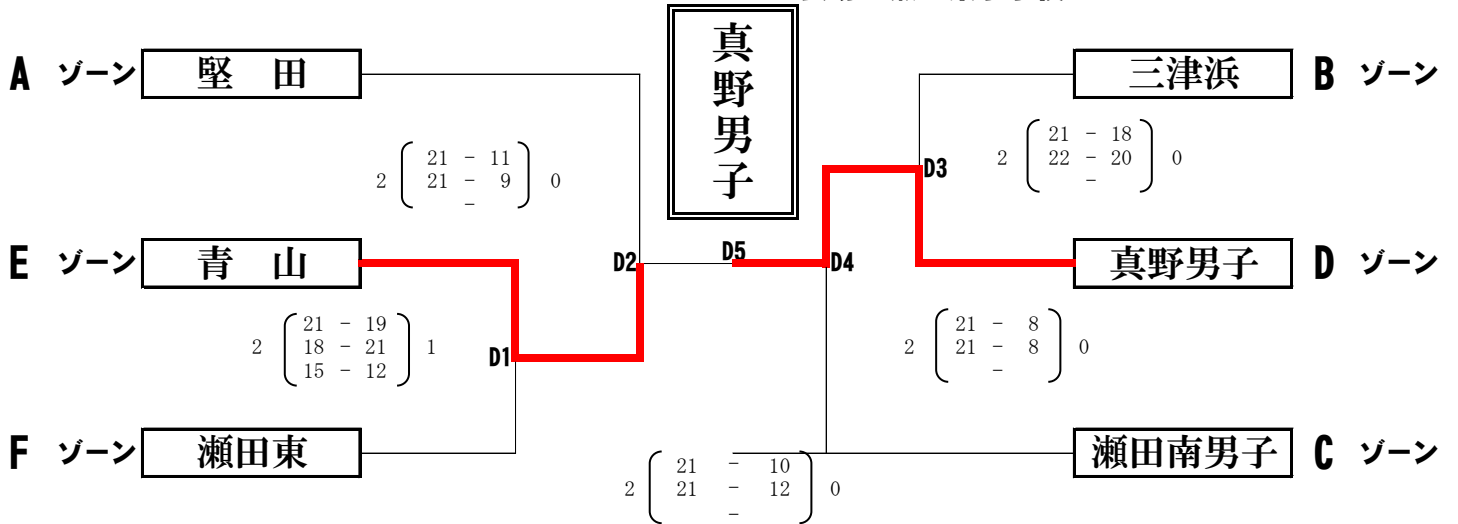 真野男子
A ゾーン 堅 田
三津浜 B ゾーン
2 21 - 11 0
21 - 9
-
2 21 - 18 0
22 - 20
-
D3
E ゾーン 青 山
D2
D5
D4
真野男子 D ゾーン
2 21 - 19 1
18 - 21
15 - 12
D1
2 21 - 8 0
21 - 8
-
F ゾーン 瀬田東
瀬田南男子 C ゾーン
2 21 - 10 0
21 - 12
-